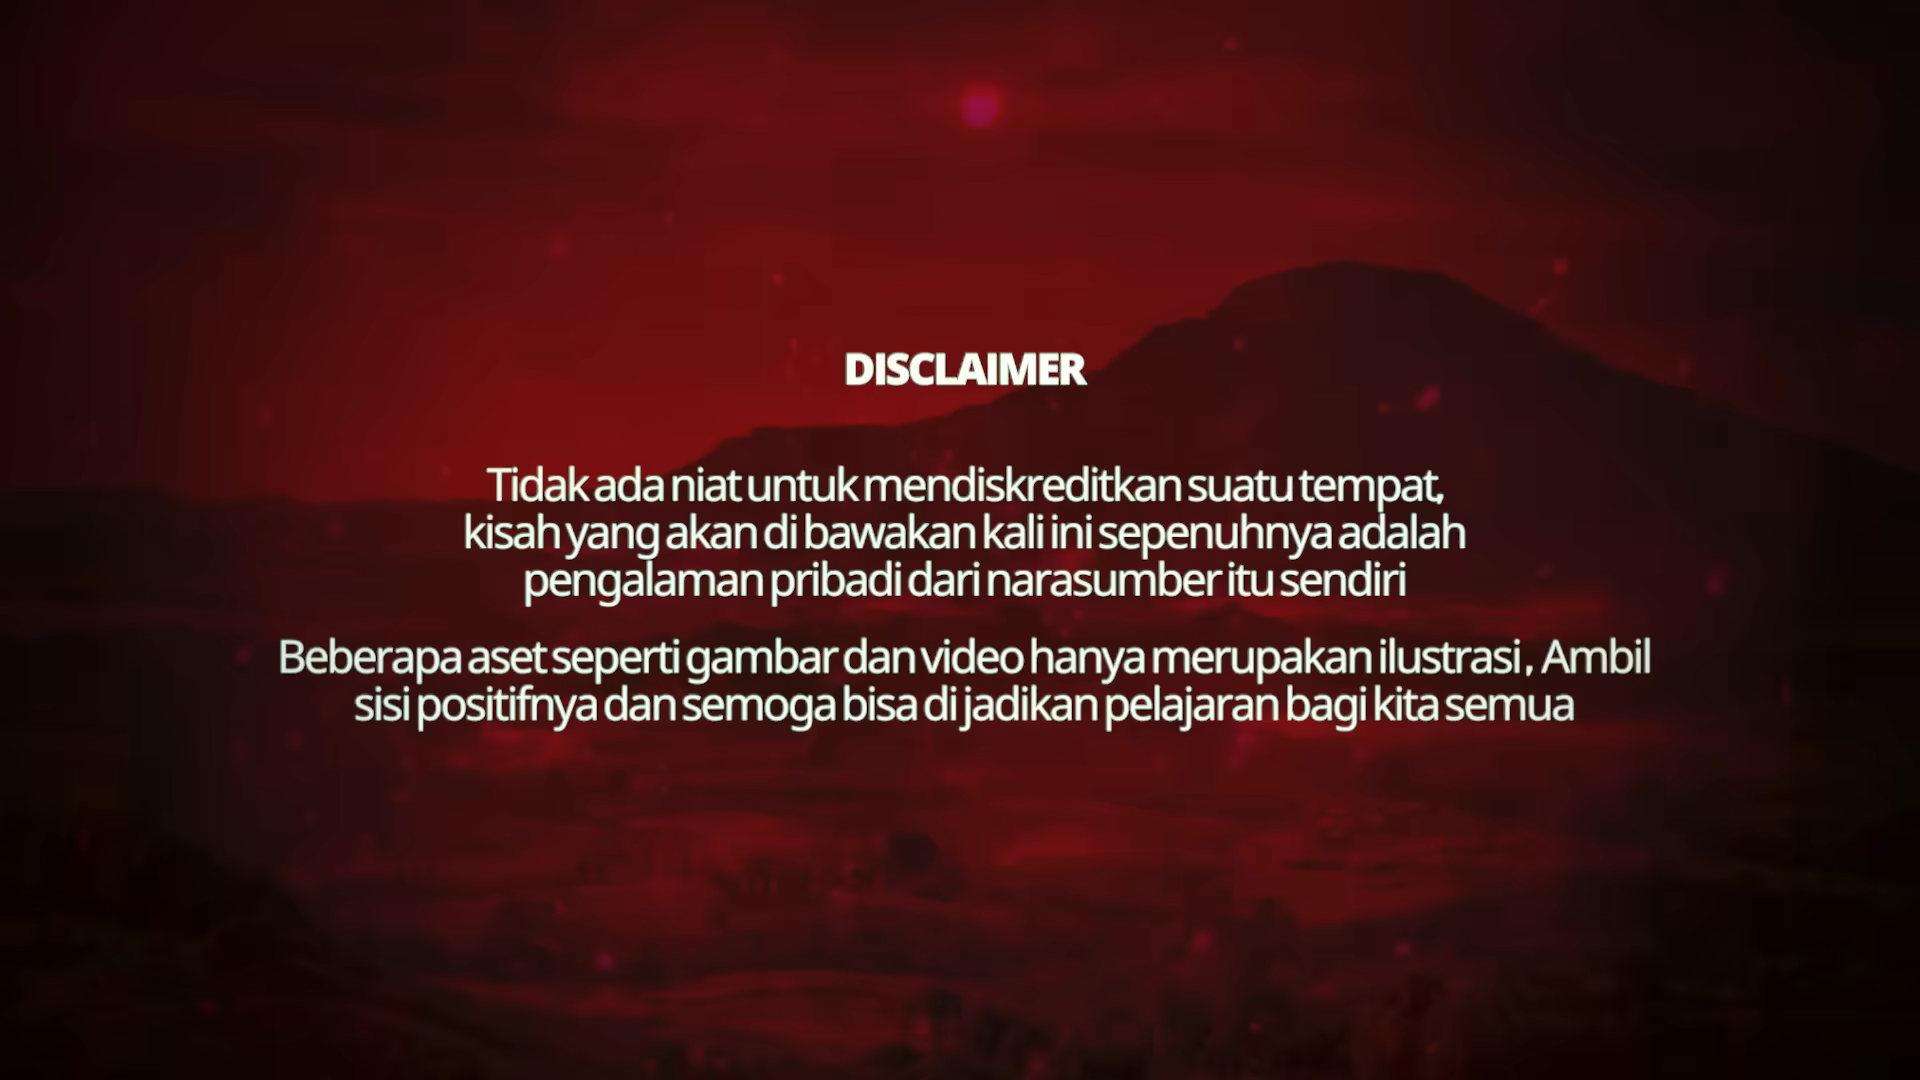 DISCLAIMER
Tidak ada niat untuk mendiskreditkan suatu tempat,
kisah yang akan di bawakan kali ini sepenuhnya adalah
pengalaman pribadi dari narasumber itu sendiri
Beberapa aset seperti gambar dan video hanya merupakan ilustrasi, Ambil
sisi positifnya dan semoga bisa di jadikan pelajaran bagi kita semua